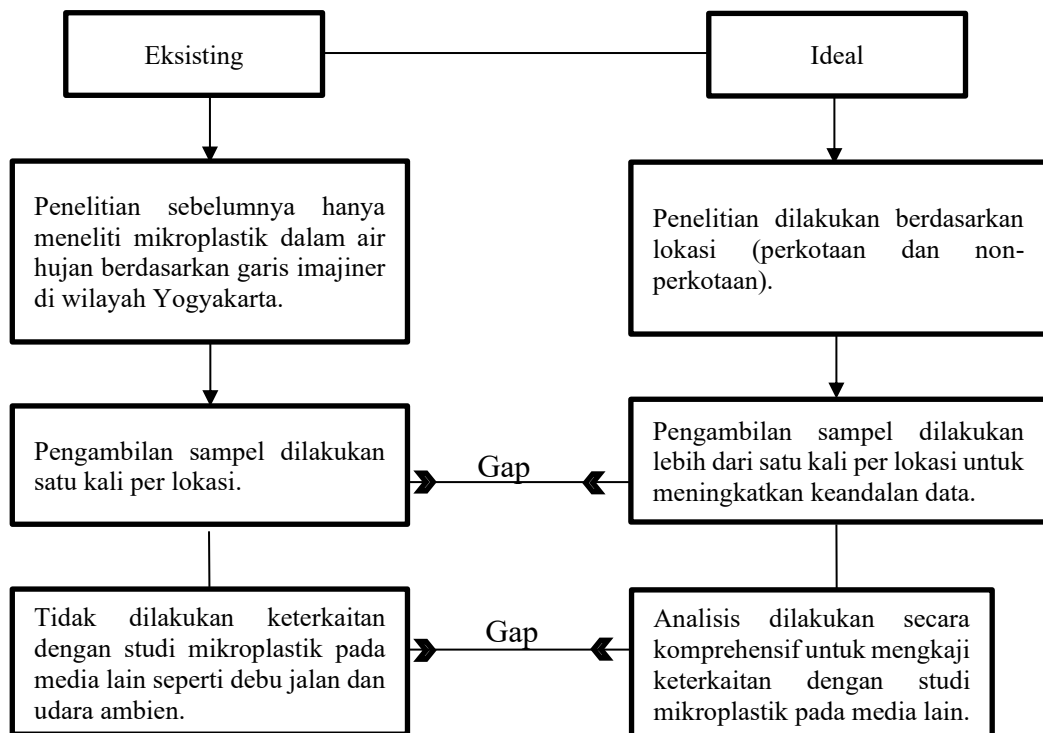 Eksisting
Ideal
Penelitian sebelumnya hanya
meneliti mikroplastik dalam air
hujan berdasarkan garis imajiner
di wilayah Yogyakarta.
Penelitian dilakukan berdasarkan
lokasi (perkotaan dan non-
perkotaan).
Pengambilan sampel dilakukan
satu kali per lokasi.
Gap
Pengambilan sampel dilakukan
lebih dari satu kali per lokasi untuk
meningkatkan keandalan data.
Tidak dilakukan keterkaitan
dengan studi mikroplastik pada
media lain seperti debu jalan dan
udara ambien.
Gap
Analisis dilakukan secara
komprehensif untuk mengkaji
keterkaitan dengan studi
mikroplastik pada media lain.